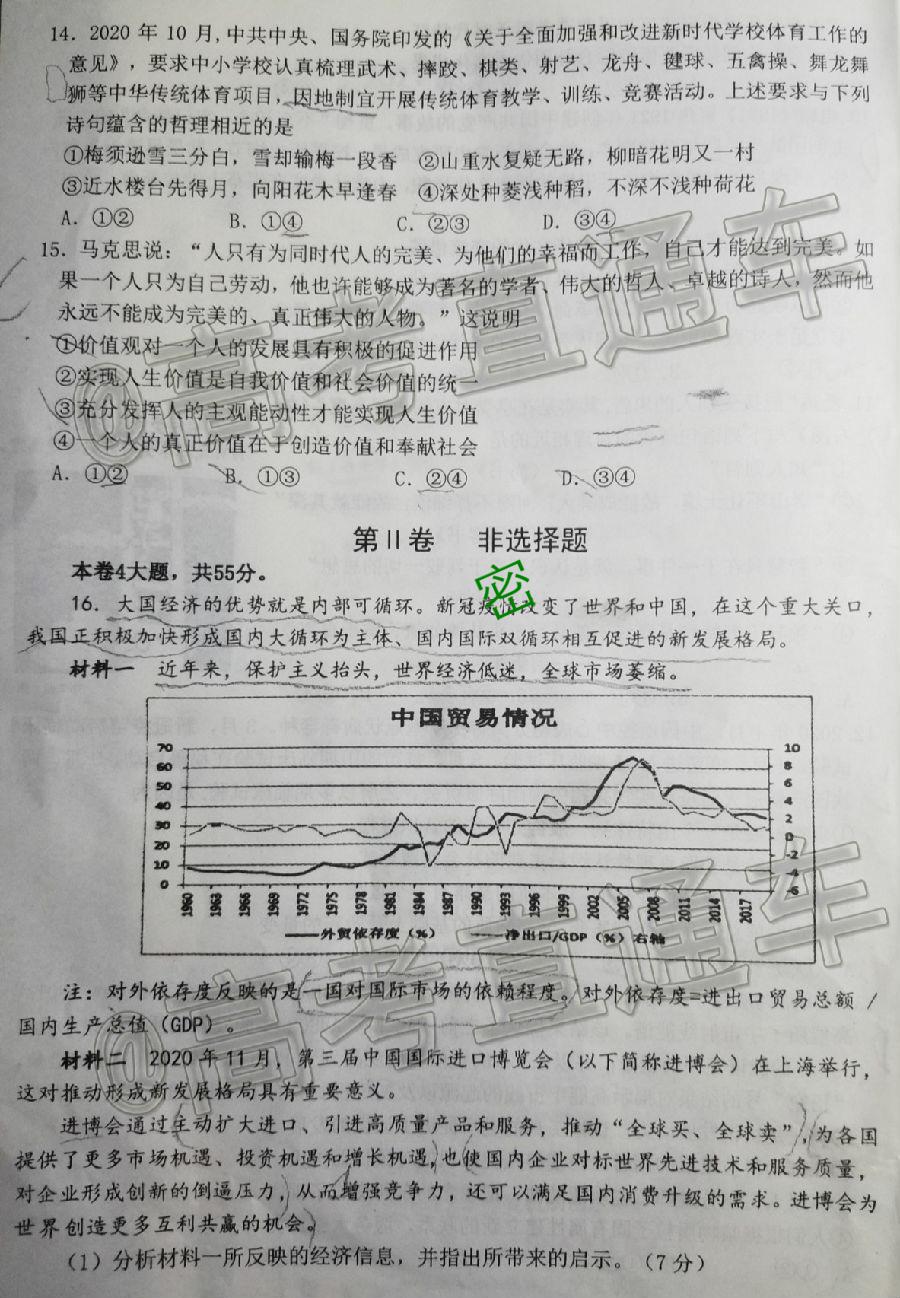 14. 2020 年 10 月,中共中央、国务院印发的《关于全面加强和改进新时代学校体育工作的
意见》，要求中小学校认真梳理武术、摔跤、棋类、射艺、龙舟、毽球、五禽操、舞龙舞
狮等中华传统体育项目，因地制宜开展传统体育教学、训练、竞赛活动。上述要求与下列
诗句蕴含的哲理相近的是
①梅须逊雪三分白，雪却输梅一段香 ②山重水复疑无路，柳暗花明又一村
③近水楼台先得月，向阳花木早逢春 ④深处种菱浅种稻，不深不浅种荷花
A. ①② B. ①④ C. ②③ D. ③④
15. 马克思说：“人只有为同时代人的完美、为他们的幸福而工作，自己才能达到完美。如
果一个人只为自己劳动，他也许能够成为著名的学者、伟大的哲人、卓越的诗人，然而他
永远不能成为完美的、真正伟大的人物。”这说明
①价值观对一个人的发展具有积极的促进作用
②实现人生价值是自我价值和社会价值的统一
③充分发挥人的主观能动性才能实现人生价值
④一个人的真正价值在于创造价值和奉献社会
A. ①② B. ①③ C. ②④ D. ③④
第Ⅱ卷 非选择题
本卷4大题，共55分。
密
16. 大国经济的优势就是内部可循环。新冠疫情改变了世界和中国，在这个重大关口，
我国正积极加快形成国内大循环为主体、国内国际双循环相互促进的新发展格局。
材料一 近年来，保护主义抬头，世界经济低迷，全球市场萎缩。
中国贸易情况
70 60 50 40 30 20 10 0
10 8 6 4 2 0 -2 -4 -6
1960 1963 1966 1969 1972 1975 1978 1981 1984 1987 1990 1993 1996 1999 2002 2005 2008 2011 2014 2017
外贸依存度（%） 净出口/GDP（%）右轴
注：对外依存度反映的是一国对国际市场的依赖程度。对外依存度=进出口贸易总额 /
国内生产总值（GDP）。
材料二 2020 年 11 月，第三届中国国际进口博览会（以下简称进博会）在上海举行，
这对推动形成新发展格局具有重要意义。
进博会通过主动扩大进口、引进高质量产品和服务，推动“全球买、全球卖”，为各国
提供了更多市场机遇、投资机遇和增长机遇，也使国内企业对标世界先进技术和服务质量，
对企业形成创新的倒逼压力，从而增强竞争力，还可以满足国内消费升级的需求。进博会为
世界创造更多互利共赢的机会。
（1）分析材料一所反映的经济信息，并指出所带来的启示。（7 分）
@高考直通车
@高考直通车